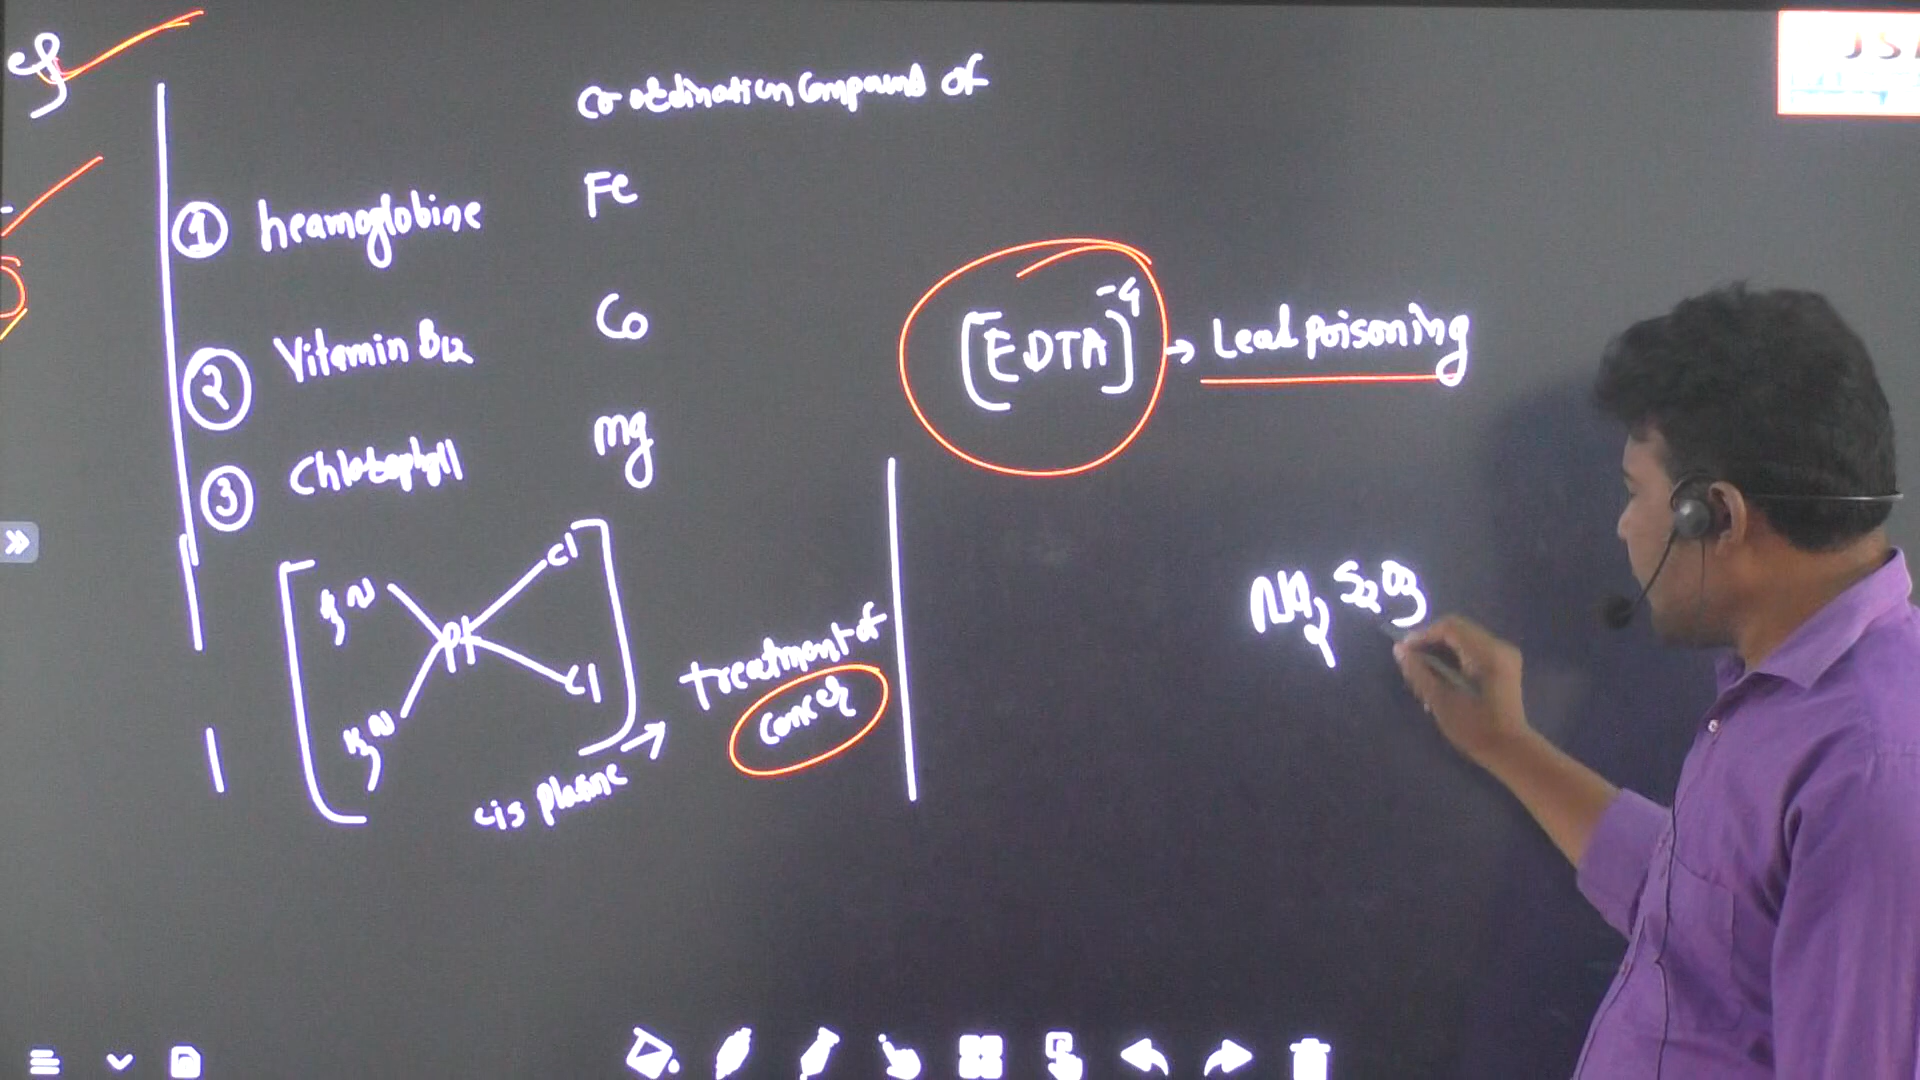 Co-ordination Compound of
① heamoglobine Fe
② Vitamin B12 Co
③ Chlorophyll Mg
[EDTA]⁻⁴ → Lead poisoning
H₃N Cl
Pt
H₃N Cl
cis platine → treatment of
Cancer
Na₂S₂O₃
JS